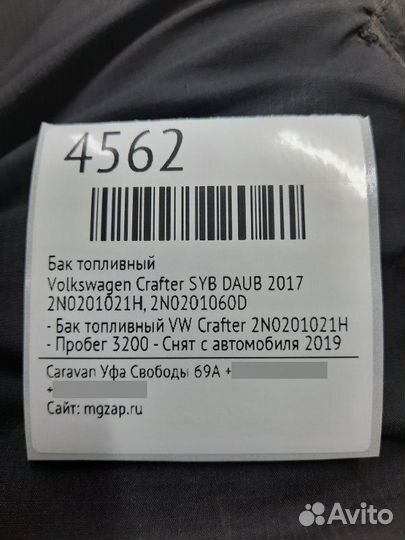 4562
Бак топливный
Volkswagen Crafter SYB DAUB 2017
2N0201021H, 2N0201060D
- Бак топливный VW Crafter 2N0201021H
- Пробег 3200 - Снят с автомобиля 2019
Caravan Уфа Свободы 69А +
+
Сайт: mgzap.ru
Avito